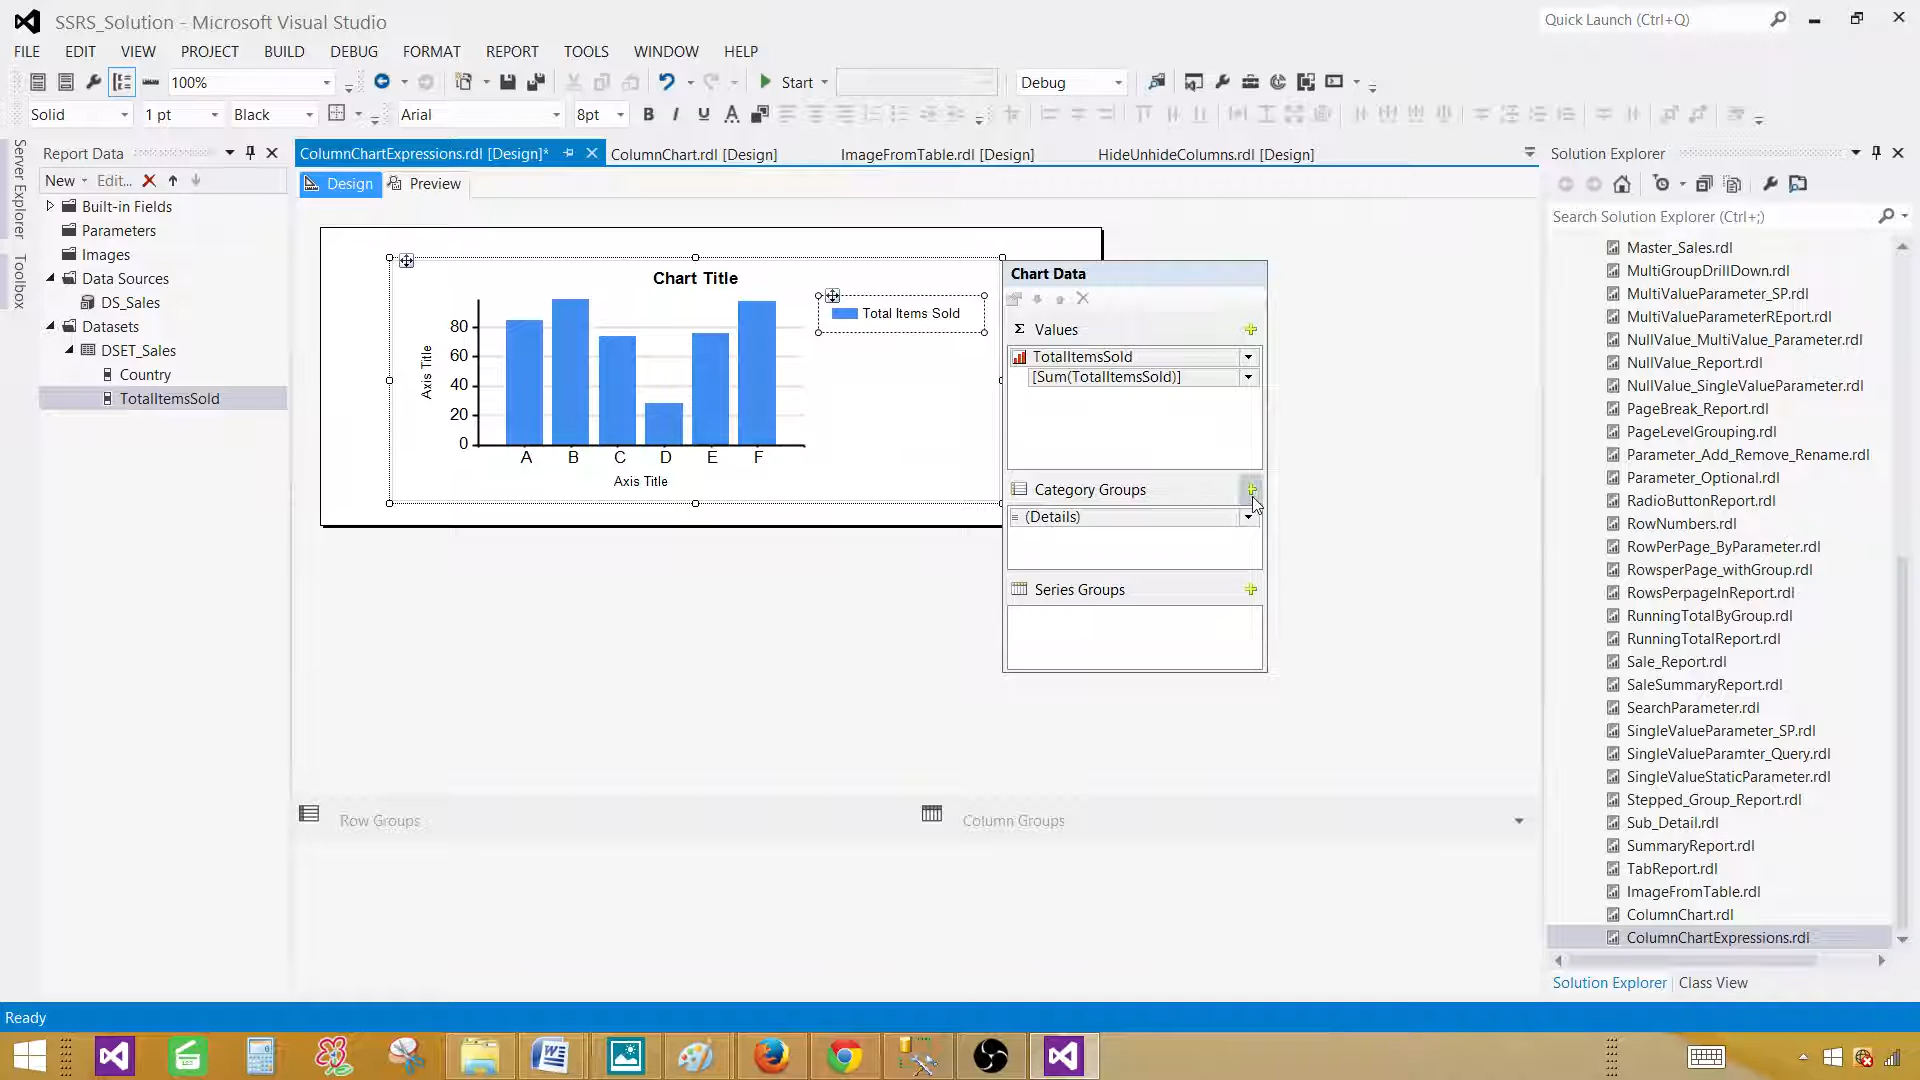 SSRS_Solution - Microsoft Visual Studio
Quick Launch (Ctrl+Q)
FILE EDIT VIEW PROJECT BUILD DEBUG FORMAT REPORT TOOLS WINDOW HELP
100% Start Debug
Solid 1 pt Black Arial 8pt B I U A
Server Explorer
Toolbox
Report Data
New Edit...
Built-in Fields
Parameters
Images
Data Sources
DS_Sales
Datasets
DSET_Sales
Country
TotalItemsSold
ColumnChartExpressions.rdl [Design]* ColumnChart.rdl [Design] ImageFromTable.rdl [Design] HideUnhideColumns.rdl [Design]
Design Preview
Chart Title
Total Items Sold
Axis Title
80
60
40
20
0
A B C D E F
Axis Title
Chart Data
Σ Values
TotalItemsSold
[Sum(TotalItemsSold)]
Category Groups
(Details)
Series Groups
Row Groups Column Groups
Solution Explorer
Search Solution Explorer (Ctrl+;)
Master_Sales.rdl
MultiGroupDrillDown.rdl
MultiValueParameter_SP.rdl
MultiValueParameterREport.rdl
NullValue_MultiValue_Parameter.rdl
NullValue_Report.rdl
NullValue_SingleValueParameter.rdl
PageBreak_Report.rdl
PageLevelGrouping.rdl
Parameter_Add_Remove_Rename.rdl
Parameter_Optional.rdl
RadioButtonReport.rdl
RowNumbers.rdl
RowPerPage_ByParameter.rdl
RowsperPage_withGroup.rdl
RowsPerpageInReport.rdl
RunningTotalByGroup.rdl
RunningTotalReport.rdl
Sale_Report.rdl
SaleSummaryReport.rdl
SearchParameter.rdl
SingleValueParameter_SP.rdl
SingleValueParamter_Query.rdl
SingleValueStaticParameter.rdl
Stepped_Group_Report.rdl
Sub_Detail.rdl
SummaryReport.rdl
TabReport.rdl
ImageFromTable.rdl
ColumnChart.rdl
ColumnChartExpressions.rdl
Solution Explorer Class View
Ready